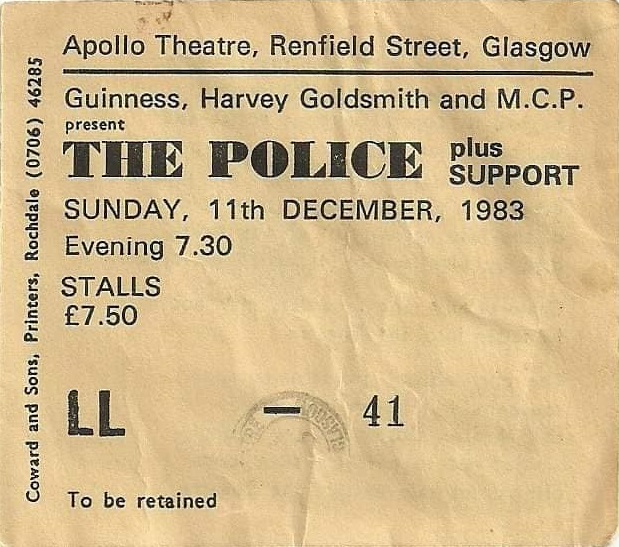 Apollo Theatre, Renfield Street, Glasgow
Guinness, Harvey Goldsmith and M.C.P.
present
THE POLICE plus SUPPORT
SUNDAY, 11th DECEMBER, 1983
Evening 7.30
STALLS
£7.50
LL — 41
To be retained
Coward and Sons, Printers, Rochdale (0706) 46285